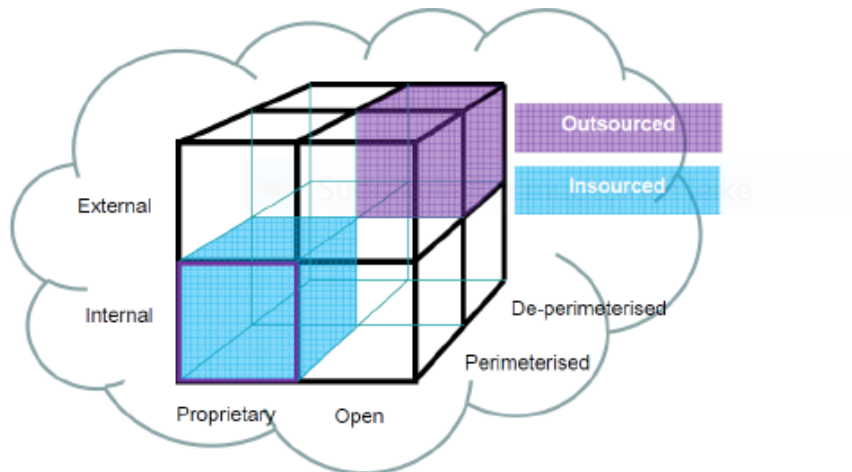 Outsourced
Insourced
External
Internal
De-perimeterised
Perimeterised
Proprietary
Open